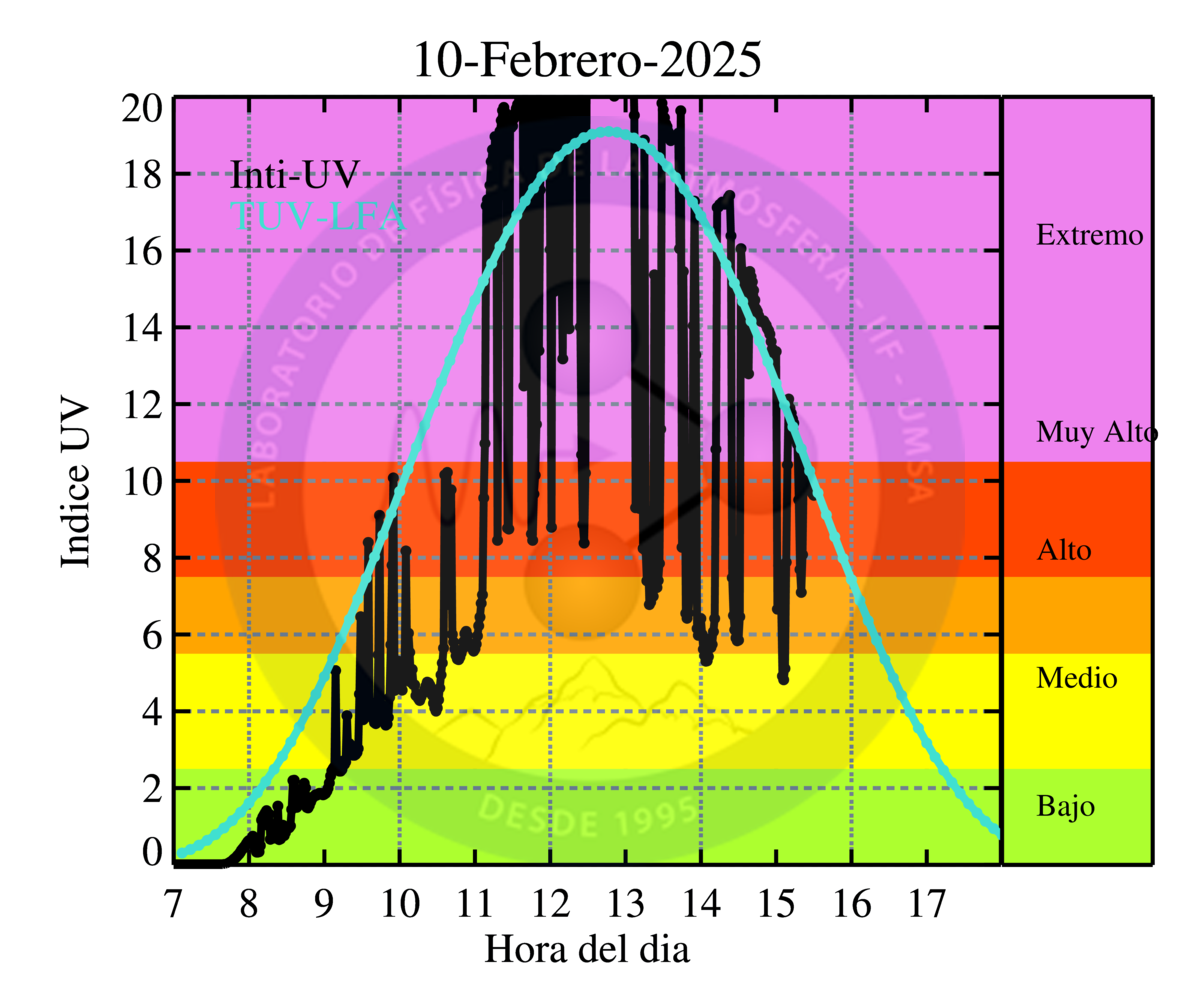 10-Febrero-2025
20
18
16
14
12
10
8
6
4
2
0
Indice UV
Inti-UV
TUV-LFA
LABORATORIO DE FÍSICA DE LA ATMÓSFERA - IIF - UMSA
DESDE 1995
Extremo
Muy Alto
Alto
Medio
Bajo
7 8 9 10 11 12 13 14 15 16 17
Hora del dia